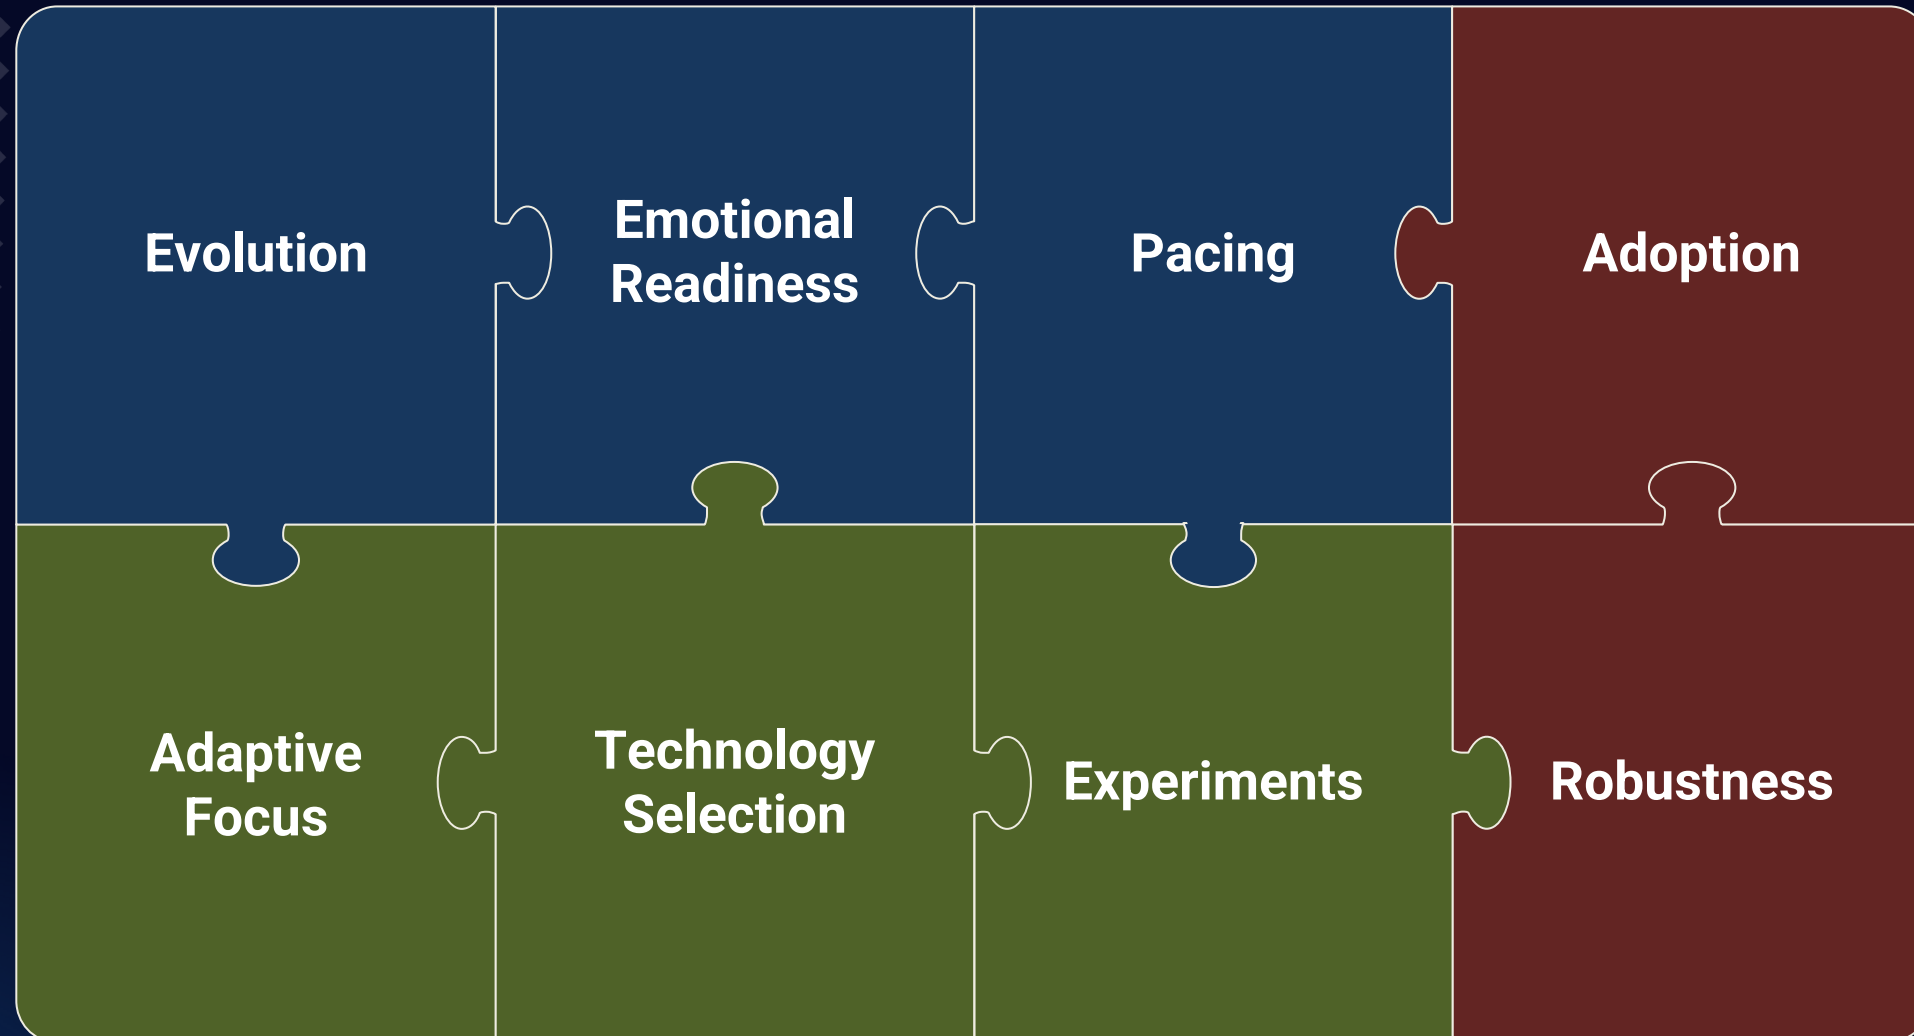 Evolution
Emotional
Readiness
Pacing
Adoption
Adaptive
Focus
Technology
Selection
Experiments
Robustness